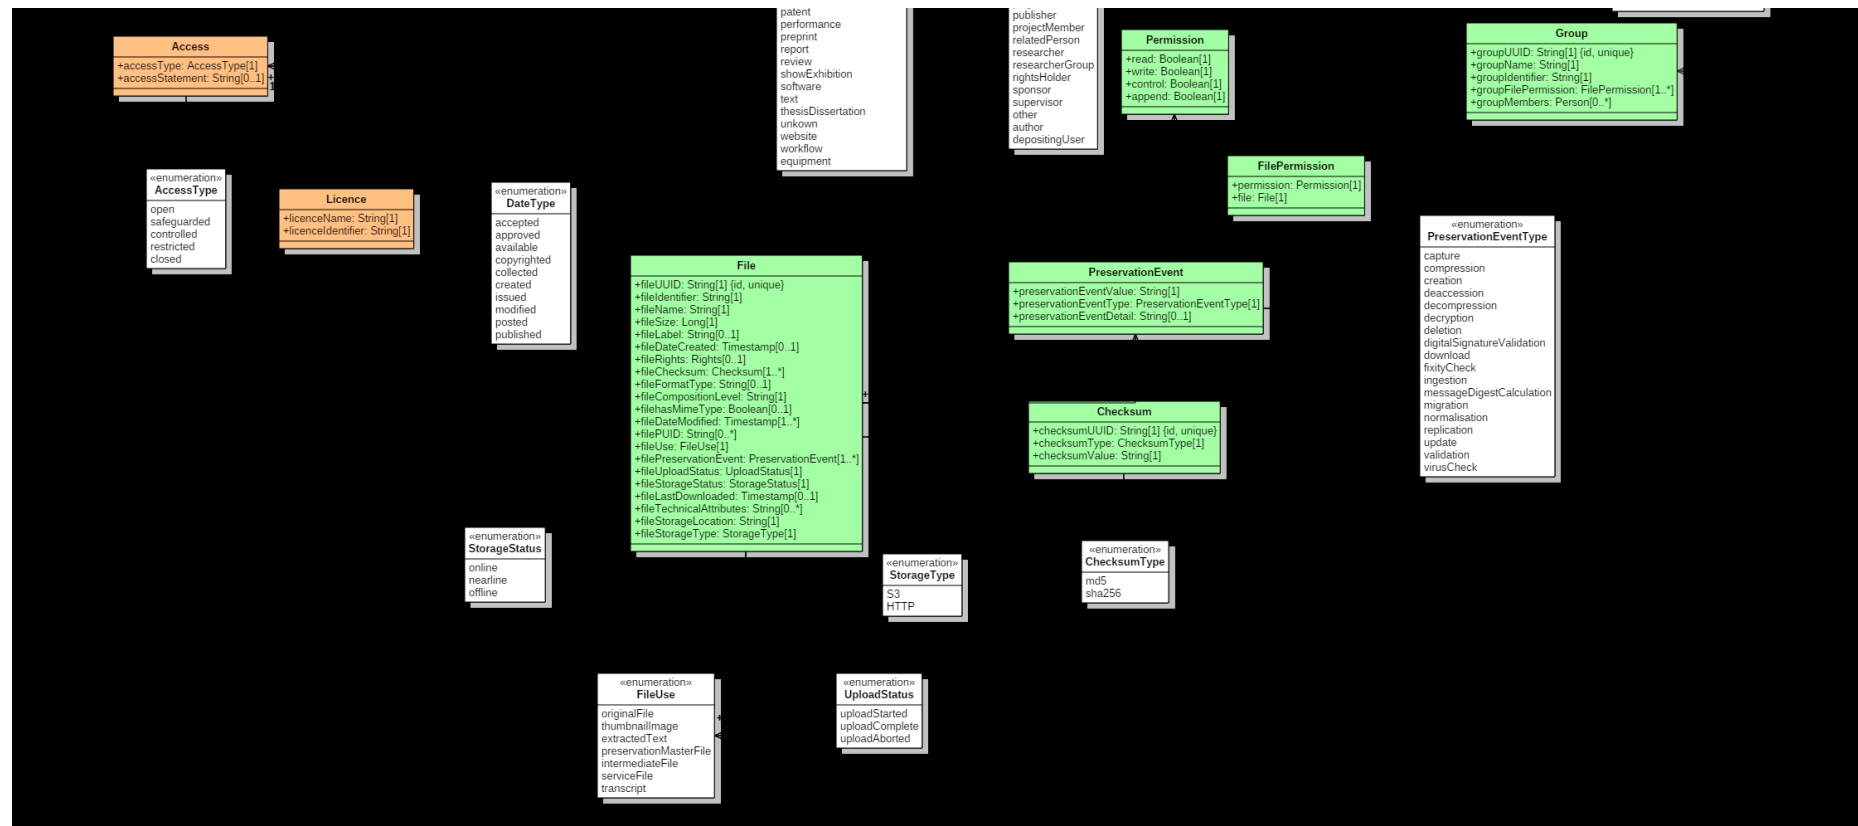 patent
performance
preprint
report
review
showExhibition
software
text
thesisDissertation
unkown
website
workflow
equipment
publisher
projectMember
relatedPerson
researcher
researcherGroup
rightsHolder
sponsor
supervisor
other
author
depositingUser
Access
+accessType: AccessType[1]
+accessStatement: String[0..1]
Permission
+read: Boolean[1]
+write: Boolean[1]
+control: Boolean[1]
+append: Boolean[1]
Group
+groupUUID: String[1] {id, unique}
+groupName: String[1]
+groupIdentifier: String[1]
+groupFilePermission: FilePermission[1..*]
+groupMembers: Person[0..*]
«enumeration»
AccessType
open
safeguarded
controlled
restricted
closed
Licence
+licenceName: String[1]
+licenceIdentifier: String[1]
«enumeration»
DateType
accepted
approved
available
copyrighted
collected
created
issued
modified
posted
published
FilePermission
+permission: Permission[1]
+file: File[1]
«enumeration»
PreservationEventType
capture
compression
creation
deaccession
decompression
decryption
deletion
digitalSignatureValidation
download
fixityCheck
ingestion
messageDigestCalculation
migration
normalisation
replication
update
validation
virusCheck
File
+fileUUID: String[1] {id, unique}
+fileIdentifier: String[1]
+fileName: String[1]
+fileSize: Long[1]
+fileLabel: String[0..1]
+fileDateCreated: Timestamp[0..1]
+fileRights: Rights[0..1]
+fileChecksum: Checksum[1..*]
+fileFormatType: String[0..1]
+fileCompositionLevel: String[1]
+filehasMimeType: Boolean[0..1]
+fileDateModified: Timestamp[1..*]
+filePUID: String[0..*]
+fileUse: FileUse[1]
+filePreservationEvent: PreservationEvent[1..*]
+fileUploadStatus: UploadStatus[1]
+fileStorageStatus: StorageStatus[1]
+fileLastDownloaded: Timestamp[0..1]
+fileTechnicalAttributes: String[0..*]
+fileStorageLocation: String[1]
+fileStorageType: StorageType[1]
PreservationEvent
+preservationEventValue: String[1]
+preservationEventType: PreservationEventType[1]
+preservationEventDetail: String[0..1]
Checksum
+checksumUUID: String[1] {id, unique}
+checksumType: ChecksumType[1]
+checksumValue: String[1]
«enumeration»
StorageStatus
online
nearline
offline
«enumeration»
StorageType
S3
HTTP
«enumeration»
ChecksumType
md5
sha256
«enumeration»
FileUse
originalFile
thumbnailImage
extractedText
preservationMasterFile
intermediateFile
serviceFile
transcript
«enumeration»
UploadStatus
uploadStarted
uploadComplete
uploadAborted